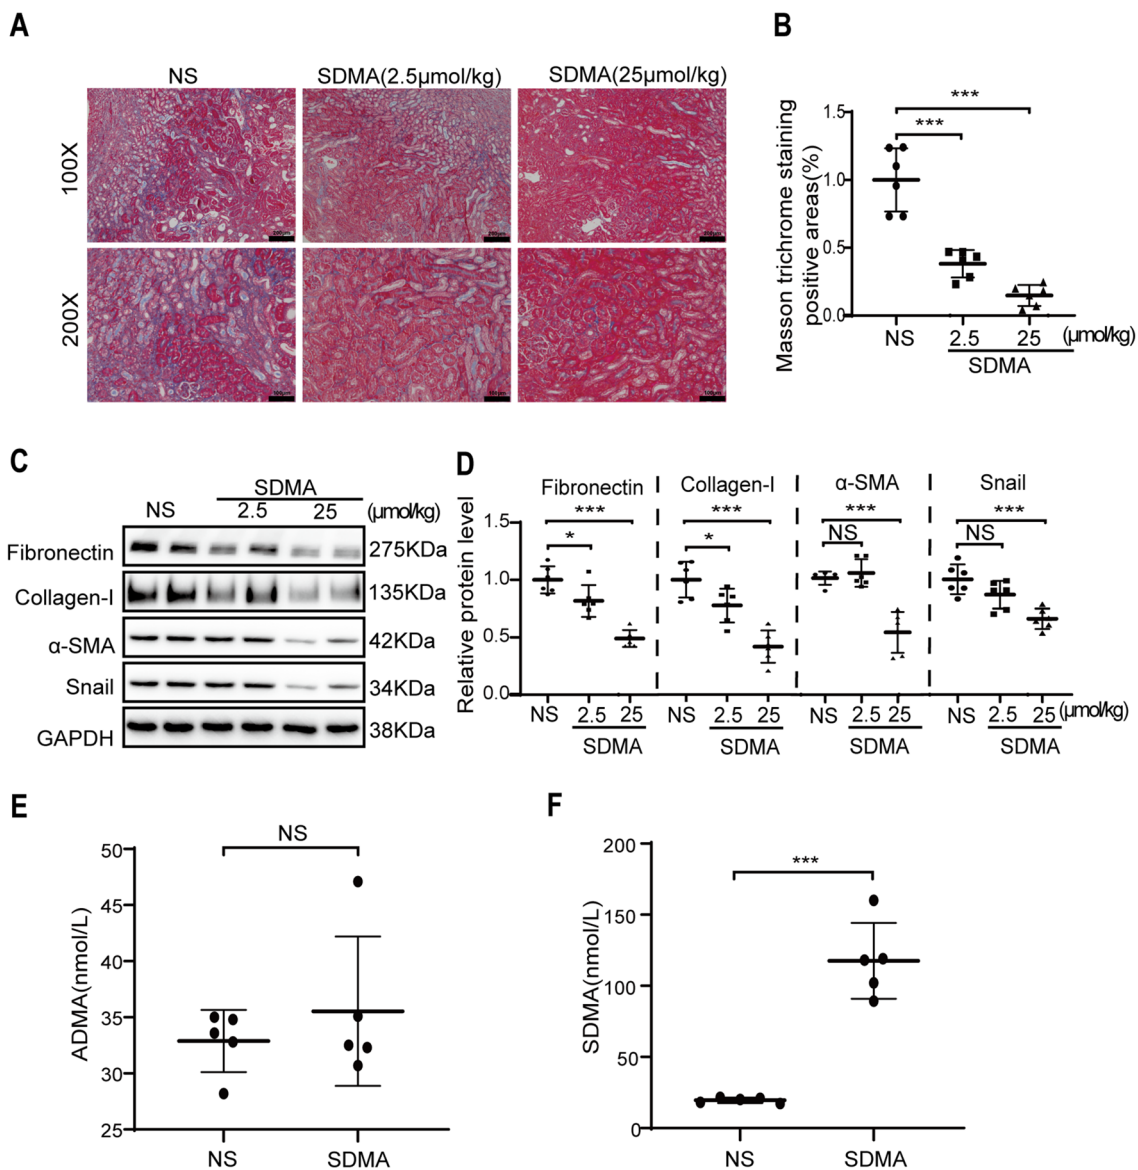 A
NS
SDMA(2.5µmol/kg)
SDMA(25µmol/kg)
100X
200X
200µm
200µm
100µm
100µm
B
Masson trichrome staining
positive areas(%)
1.5
1.0
0.5
0.0
***
***
NS
2.5
25
(µmol/kg)
SDMA
C
SDMA
NS
2.5
25
(µmol/kg)
Fibronectin
275KDa
Collagen-I
135KDa
α-SMA
42KDa
Snail
34KDa
GAPDH
38KDa
D
Relative protein level
1.5
1.0
0.5
0.0
Fibronectin
Collagen-I
α-SMA
Snail
***
*
***
*
***
NS
***
NS
NS
2.5
25
NS
2.5
25
NS
2.5
25
NS
2.5
25
(µmol/kg)
SDMA
SDMA
SDMA
SDMA
E
ADMA(nmol/L)
50
45
40
35
30
25
NS
NS
SDMA
F
SDMA(nmol/L)
200
150
100
50
0
***
NS
SDMA